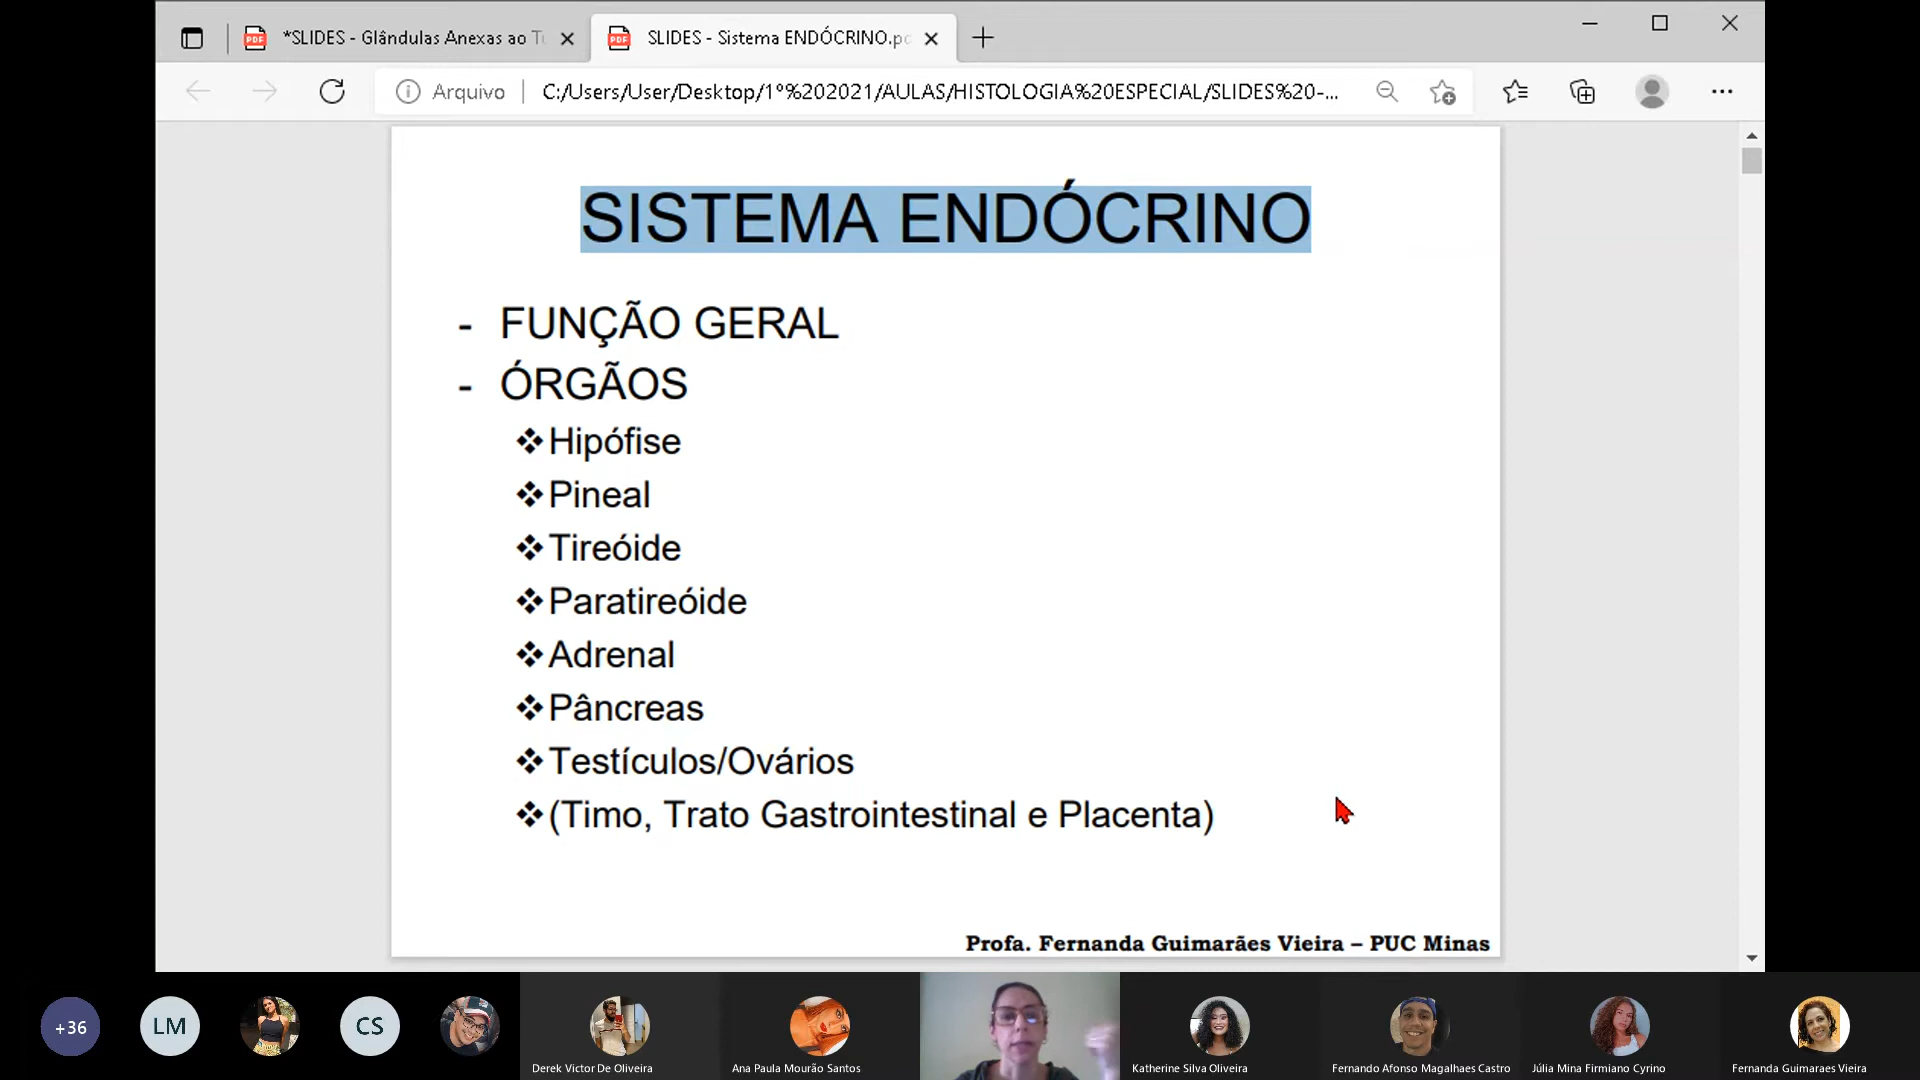 *SLIDES - Glândulas Anexas ao T
SLIDES - Sistema ENDÓCRINO.pd
Arquivo
C:/Users/User/Desktop/1º%202021/AULAS/HISTOLOGIA%20ESPECIAL/SLIDES%20-...
SISTEMA ENDÓCRINO
- FUNÇÃO GERAL
- ÓRGÃOS
❖Hipófise
❖Pineal
❖Tireóide
❖Paratireóide
❖Adrenal
❖Pâncreas
❖Testículos/Ovários
❖(Timo, Trato Gastrointestinal e Placenta)
Profa. Fernanda Guimarães Vieira – PUC Minas
+36
LM
CS
Derek Victor De Oliveira
Ana Paula Mourão Santos
Katherine Silva Oliveira
Fernando Afonso Magalhaes Castro
Júlia Mina Firmiano Cyrino
Fernanda Guimaraes Vieira